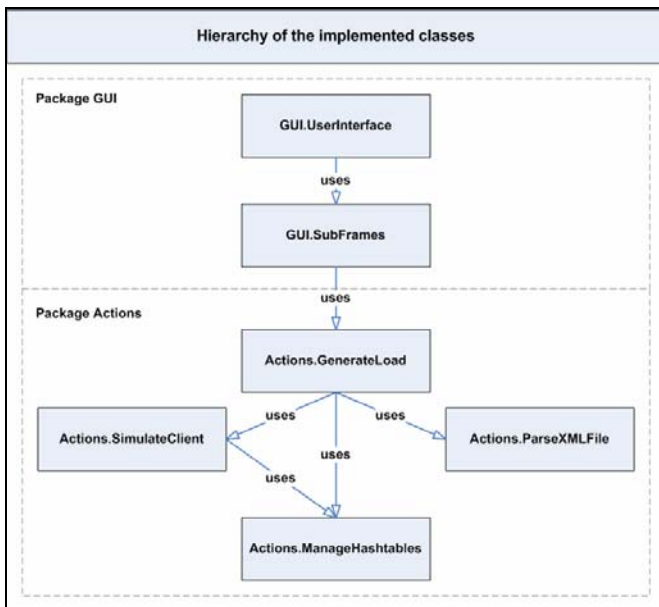 Hierarchy of the implemented classes
Package GUI
GUI.UserInterface
uses
GUI.SubFrames
uses
Package Actions
Actions.GenerateLoad
uses
uses
Actions.SimulateClient
Actions.ParseXMLFile
uses
uses
Actions.ManageHashtables